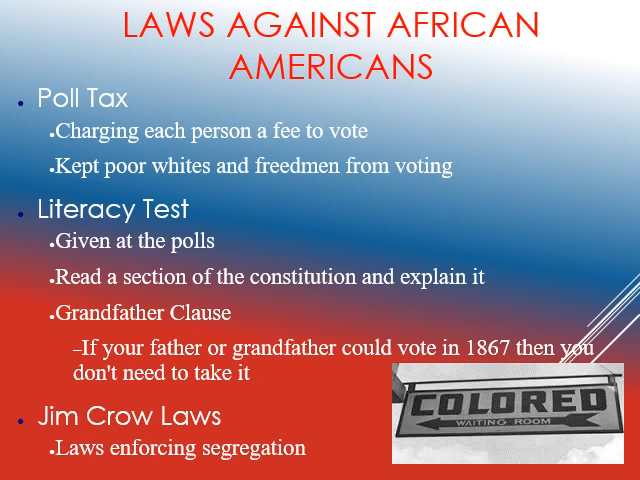 LAWS AGAINST AFRICAN
AMERICANS
Poll Tax
Charging each person a fee to vote
Kept poor whites and freedmen from voting
Literacy Test
Given at the polls
Read a section of the constitution and explain it
Grandfather Clause
–If your father or grandfather could vote in 1867 then you
don't need to take it
Jim Crow Laws
Laws enforcing segregation
COLORED
WAITING ROOM